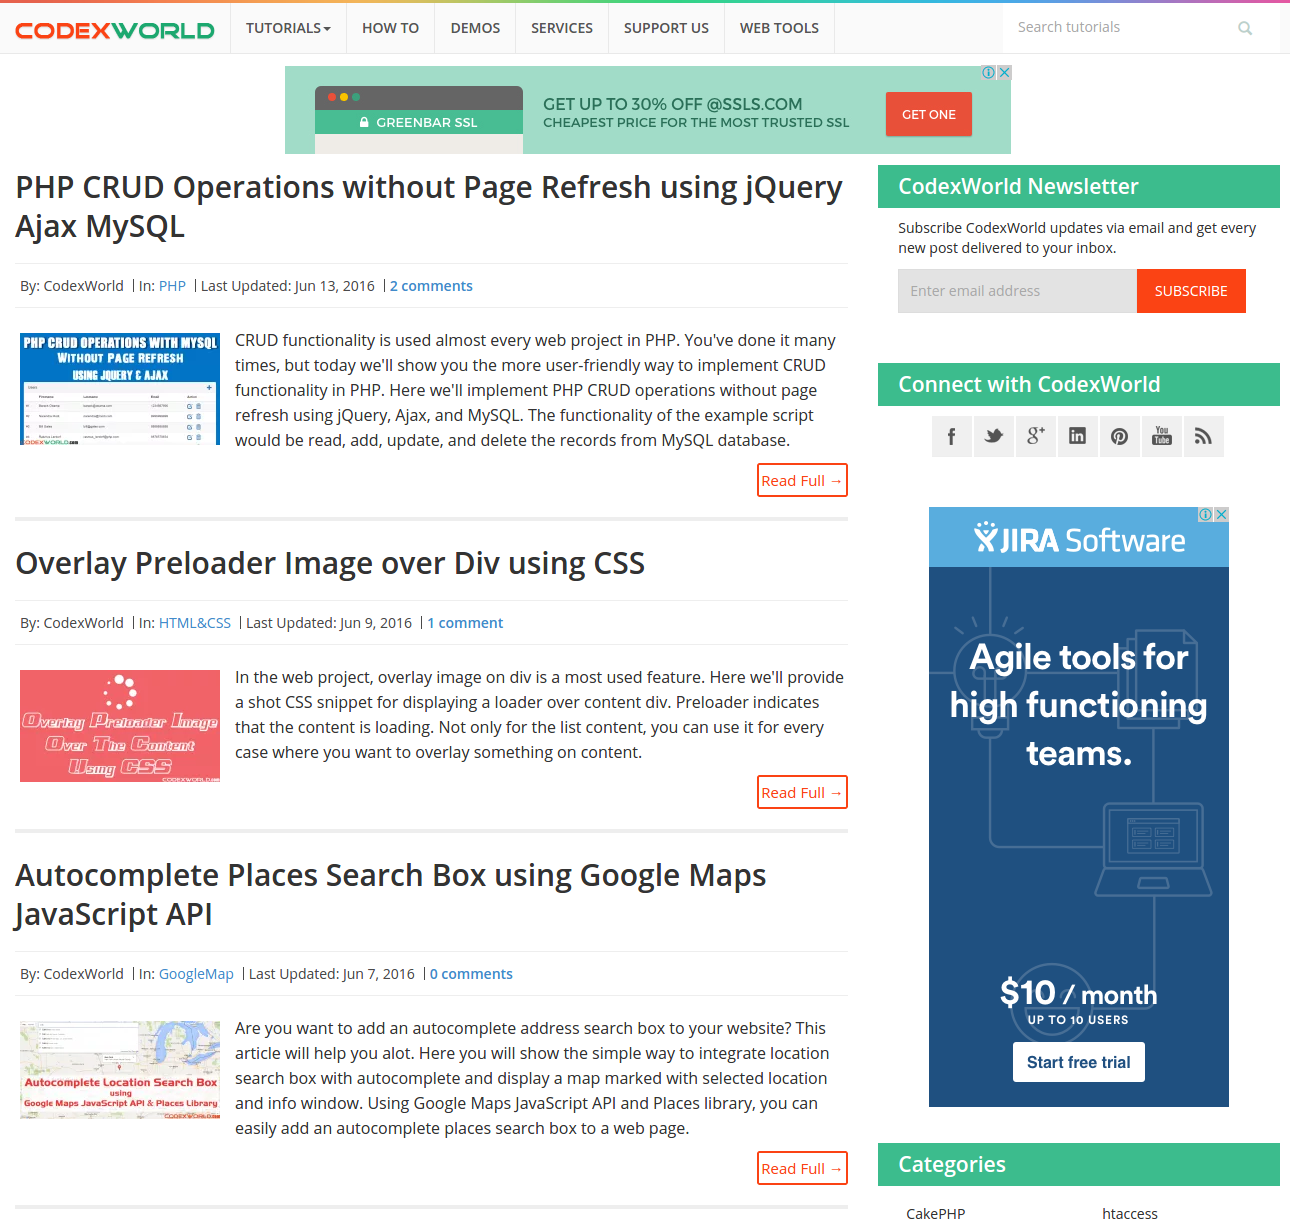 CODEXWORLD TUTORIALS HOW TO DEMOS SERVICES SUPPORT US WEB TOOLS Search tutorials
GREENBAR SSL
GET UP TO 30% OFF @SSLS.COM
CHEAPEST PRICE FOR THE MOST TRUSTED SSL
GET ONE
PHP CRUD Operations without Page Refresh using jQuery
Ajax MySQL
By: CodexWorld In: PHP Last Updated: Jun 13, 2016 2 comments
PHP CRUD OPERATIONS WITH MYSQL
WITHOUT PAGE REFRESH
USING JQUERY & AJAX
CODEXWORLD.COM
CRUD functionality is used almost every web project in PHP. You've done it many
times, but today we'll show you the more user-friendly way to implement CRUD
functionality in PHP. Here we'll implement PHP CRUD operations without page
refresh using jQuery, Ajax, and MySQL. The functionality of the example script
would be read, add, update, and delete the records from MySQL database.
Read Full →
Overlay Preloader Image over Div using CSS
By: CodexWorld In: HTML&CSS Last Updated: Jun 9, 2016 1 comment
Overlay Preloader Image
Over The Content
Using CSS
CODEXWORLD.COM
In the web project, overlay image on div is a most used feature. Here we'll provide
a shot CSS snippet for displaying a loader over content div. Preloader indicates
that the content is loading. Not only for the list content, you can use it for every
case where you want to overlay something on content.
Read Full →
Autocomplete Places Search Box using Google Maps
JavaScript API
By: CodexWorld In: GoogleMap Last Updated: Jun 7, 2016 0 comments
Autocomplete Location Search Box
using
Google Maps JavaScript API & Places Library
CODEXWORLD.COM
Are you want to add an autocomplete address search box to your website? This
article will help you alot. Here you will show the simple way to integrate location
search box with autocomplete and display a map marked with selected location
and info window. Using Google Maps JavaScript API and Places library, you can
easily add an autocomplete places search box to a web page.
Read Full →
CodexWorld Newsletter
Subscribe CodexWorld updates via email and get every
new post delivered to your inbox.
Enter email address SUBSCRIBE
Connect with CodexWorld
You
Tube
JIRA Software
Agile tools for
high functioning
teams.
$10 / month
UP TO 10 USERS
Start free trial
Categories
CakePHP htaccess